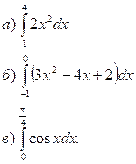 а) ∫₁⁴ 2x²dx
б) ∫₋₁⁰ (3x² − 4x + 2)dx
в) ∫₀^(π/4) cos xdx.